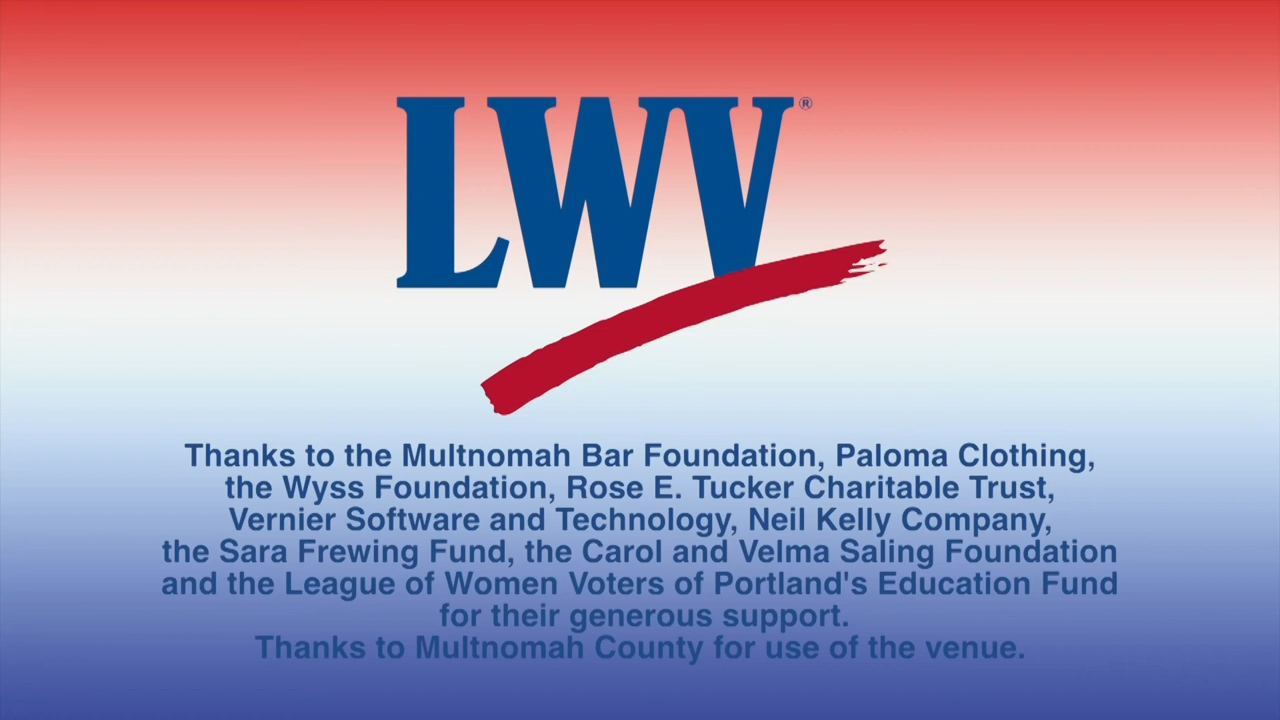 LWV®
Thanks to the Multnomah Bar Foundation, Paloma Clothing,
the Wyss Foundation, Rose E. Tucker Charitable Trust,
Vernier Software and Technology, Neil Kelly Company,
the Sara Frewing Fund, the Carol and Velma Saling Foundation
and the League of Women Voters of Portland's Education Fund
for their generous support.
Thanks to Multnomah County for use of the venue.